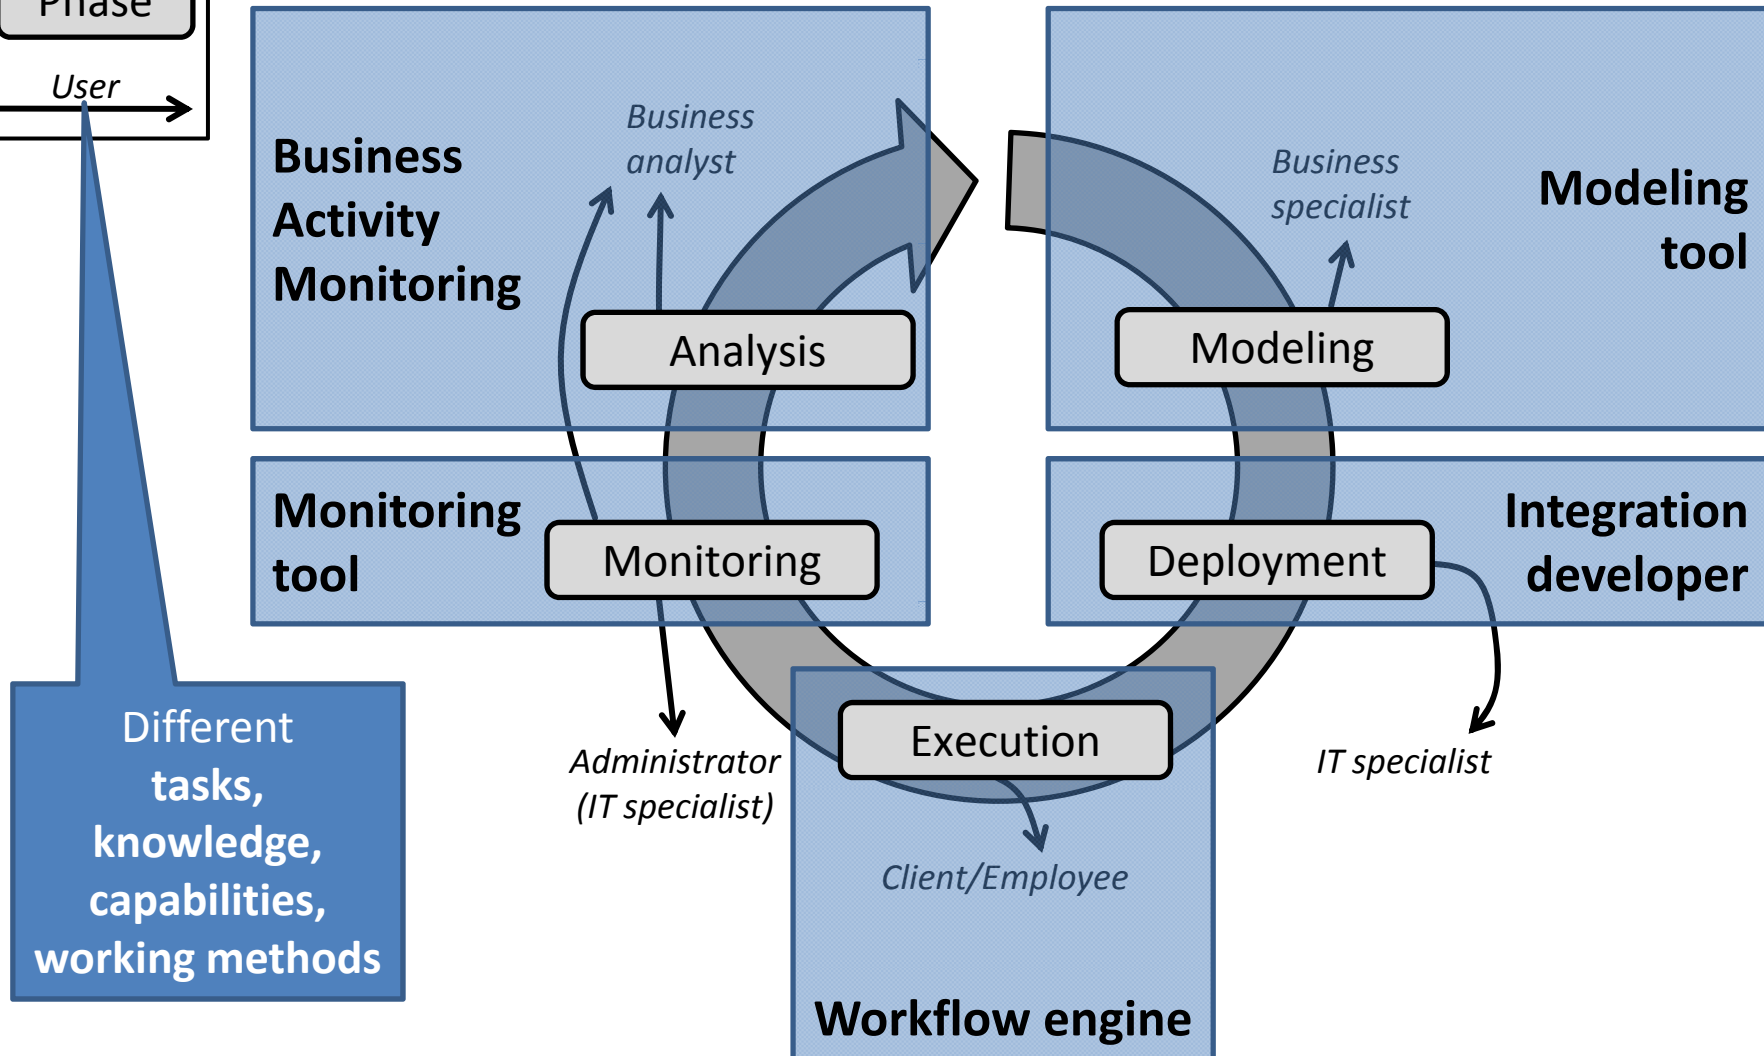 Phase
User
Business
analyst
Business
Activity
Monitoring
Business
specialist
Modeling
tool
Analysis
Modeling
Monitoring
tool
Monitoring
Deployment
Integration
developer
Different
tasks,
knowledge,
capabilities,
working methods
Administrator
(IT specialist)
Execution
IT specialist
Client/Employee
Workflow engine